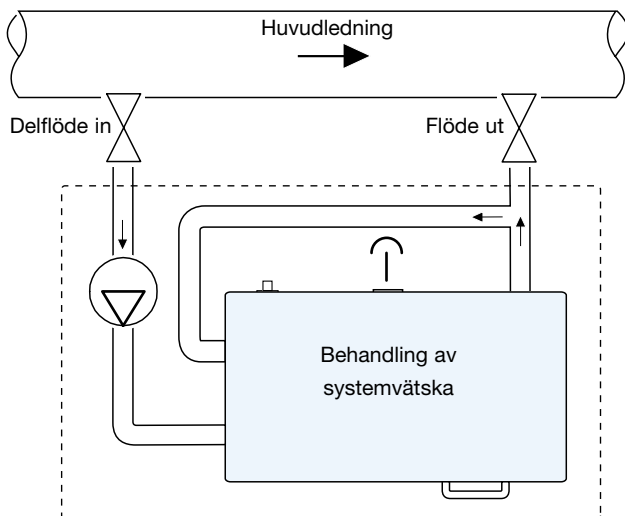 Huvudledning
Delflöde in
Flöde ut
Behandling av
systemvätska